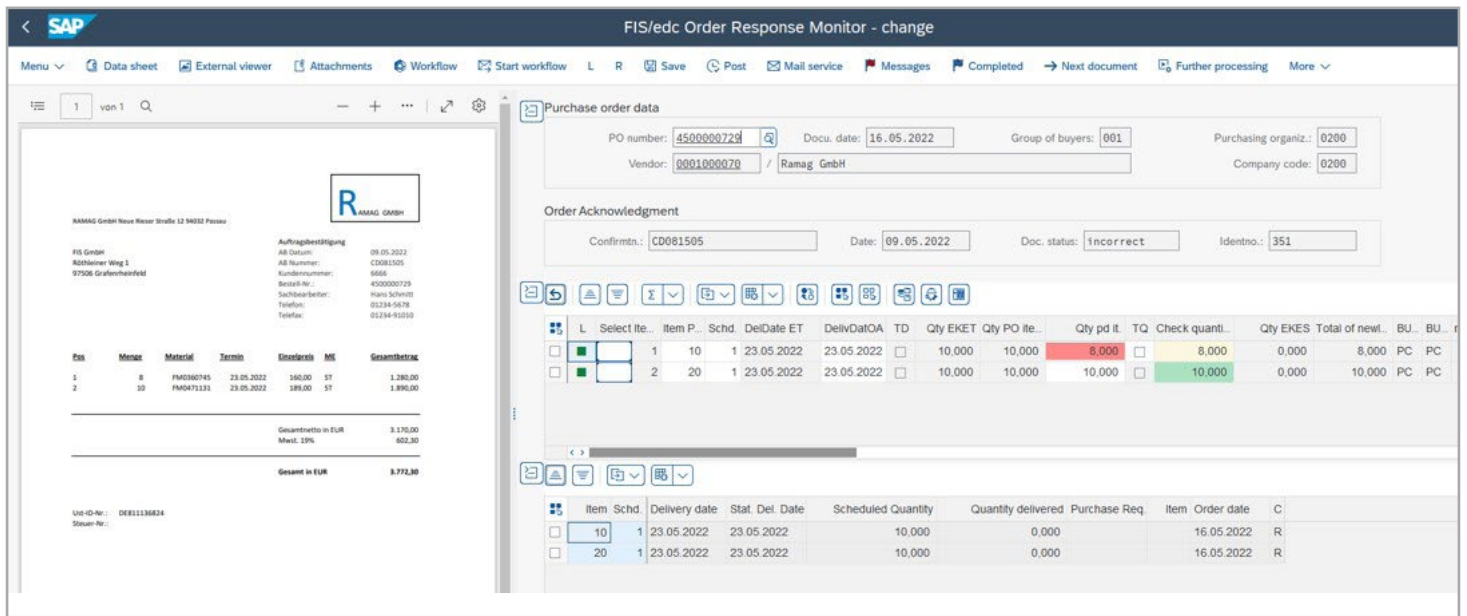 SAP FIS/edc Order Response Monitor - change
Menu Data sheet External viewer Attachments Workflow Start workflow L R Save Post Mail service Messages Completed Next document Further processing More
1 von 1
RAMAG GMBH
RAMAG GmbH Neue Rieser Straße 12 94032 Passau
FIS GmbH
Röthleiner Weg 1
97506 Grafenrheinfeld
Auftragsbestätigung
AB Datum: 09.05.2022
AB Nummer: CD081505
Kundennummer: 6666
Bestell-Nr.: 4500000729
Sachbearbeiter: Hans Schmitt
Telefon: 01234-5678
Telefax: 01234-91010
Pos Menge Material Termin Einzelpreis ME Gesamtbetrag
1 8 FM0360745 23.05.2022 160,00 ST 1.280,00
2 10 FM0471131 23.05.2022 189,00 ST 1.890,00
Gesamtnetto in EUR 3.170,00
Mwst. 19% 602,30
Gesamt in EUR 3.772,30
Ust-ID-Nr.: DE811136824
Steuer-Nr.:
Purchase order data
PO number: 4500000729 Docu. date: 16.05.2022 Group of buyers: 001 Purchasing organiz.: 0200
Vendor: 0001000070 / Ramag GmbH Company code: 0200
Order Acknowledgment
Confirmtn.: CD081505 Date: 09.05.2022 Doc. status: incorrect Identno.: 351
L Select Ite... Item P... Schd. DelDate ET DelivDatOA TD Qty EKET Qty PO ite... Qty pd it. TQ Check quanti... Qty EKES Total of newl... BU... BU...
1 10 1 23.05.2022 23.05.2022 10,000 10,000 8,000 8,000 0,000 8,000 PC PC
2 20 1 23.05.2022 23.05.2022 10,000 10,000 10,000 10,000 0,000 10,000 PC PC
Item Schd. Delivery date Stat. Del. Date Scheduled Quantity Quantity delivered Purchase Req. Item Order date C
10 1 23.05.2022 23.05.2022 10,000 0,000 16.05.2022 R
20 1 23.05.2022 23.05.2022 10,000 0,000 16.05.2022 R